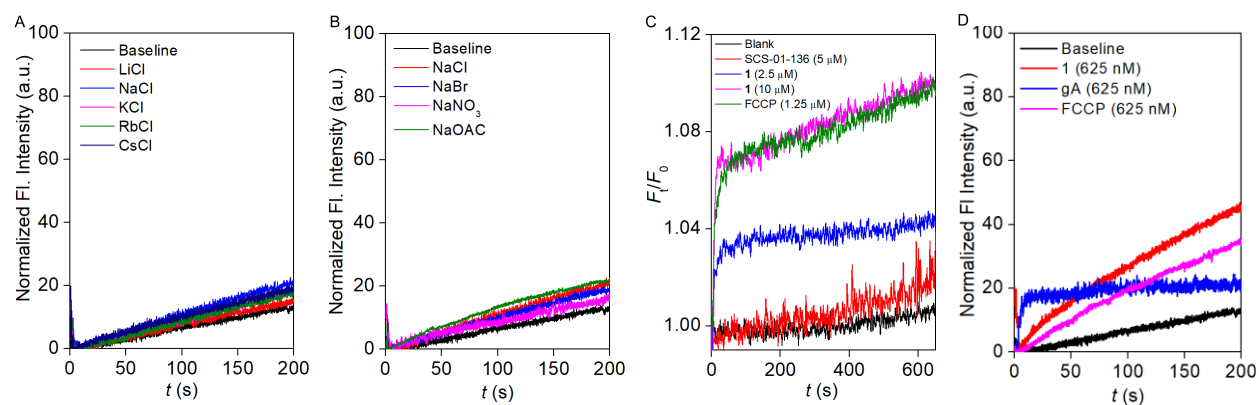 A
Normalized Fl. Intensity (a.u.)
100
80
60
40
20
0
Baseline
LiCl
NaCl
KCl
RbCl
CsCl
0 50 100 150 200
t (s)
B
Normalized Fl. Intensity (a.u.)
100
80
60
40
20
0
Baseline
NaCl
NaBr
NaNO3
NaOAC
0 50 100 150 200
t (s)
C
Ft/F0
1.12
1.08
1.04
1.00
Blank
SCS-01-136 (5 μM)
1 (2.5 μM)
1 (10 μM)
FCCP (1.25 μM)
0 200 400 600
t (s)
D
Normalized Fl Intensity (a.u.)
100
80
60
40
20
0
Baseline
1 (625 nM)
gA (625 nM)
FCCP (625 nM)
0 50 100 150 200
t (s)